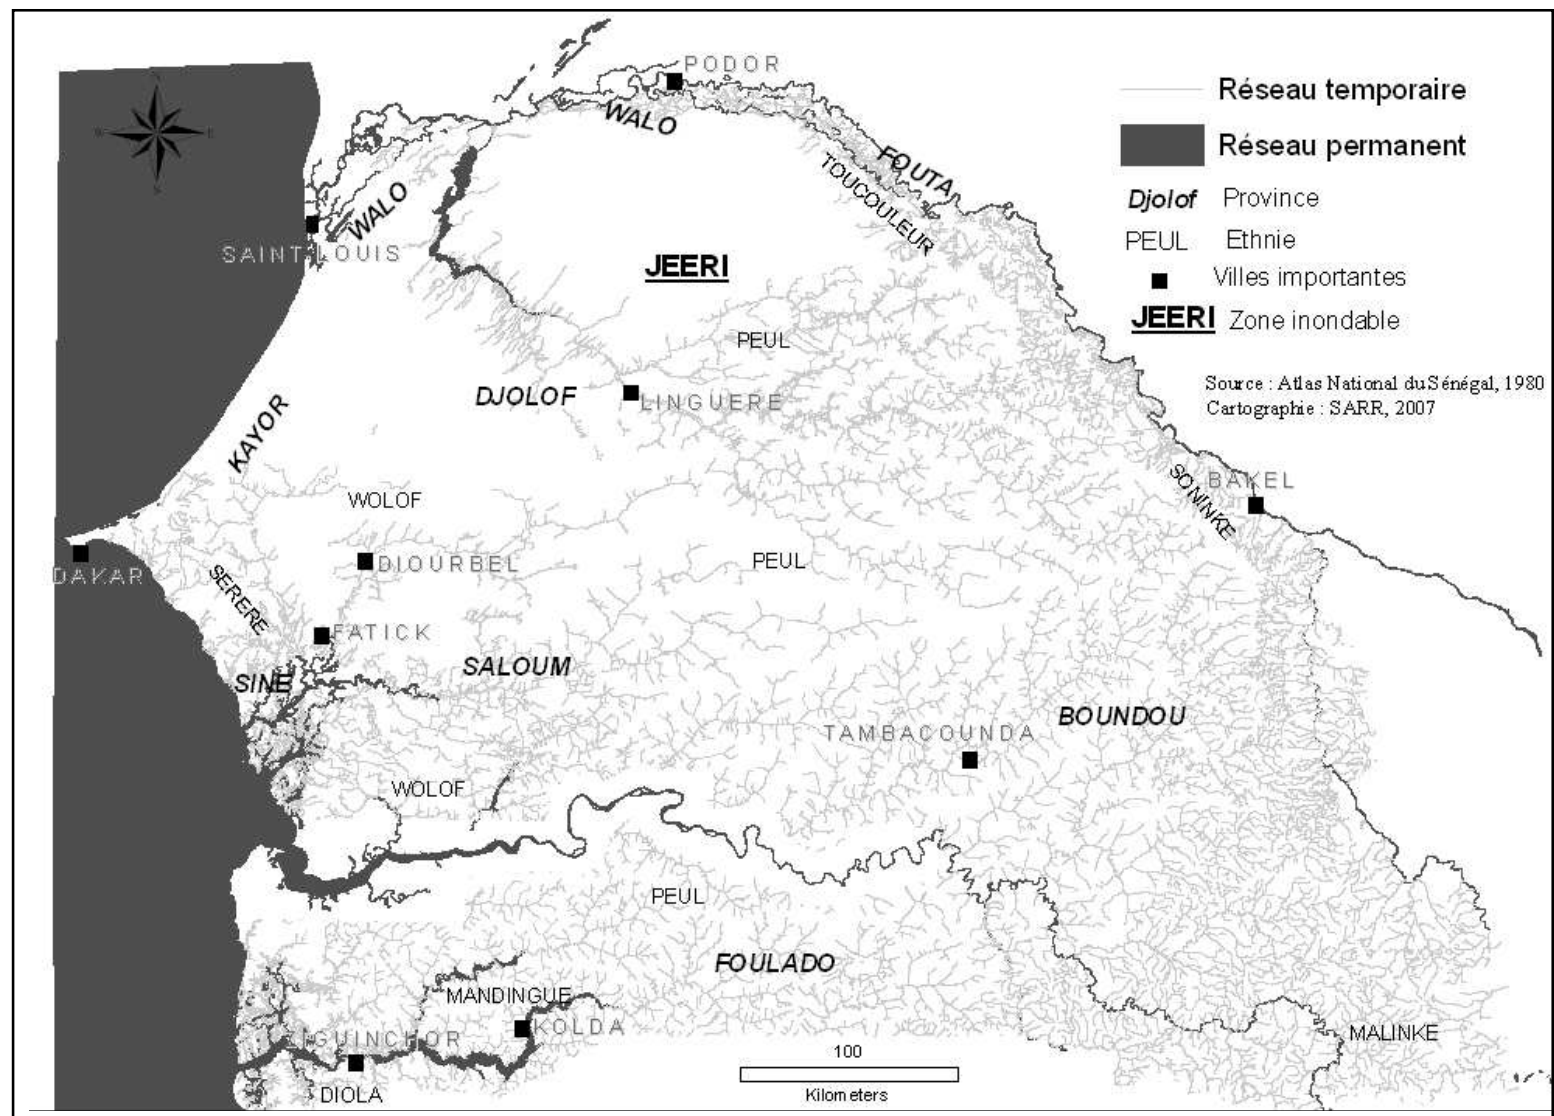 PODOR
WALO
FOUTA
TOUCOULEUR
WALO
SAINT-LOUIS
JEERI
PEUL
DJOLOF
LINGUERE
KAYOR
WOLOF
SONINKE
BAKEL
DAKAR
DIOURBEL
PEUL
SERERE
FATICK
SINE
SALOUM
BOUNDOU
TAMBACOUNDA
WOLOF
PEUL
FOULADO
MANDINGUE
KOLDA
ZIGUINCHOR
DIOLA
MALINKE
100
Kilometers
Réseau temporaire
Réseau permanent
Djolof Province
PEUL Ethnie
Villes importantes
JEERI Zone inondable
Source : Atlas National du Sénégal, 1980
Cartographie : SARR, 2007